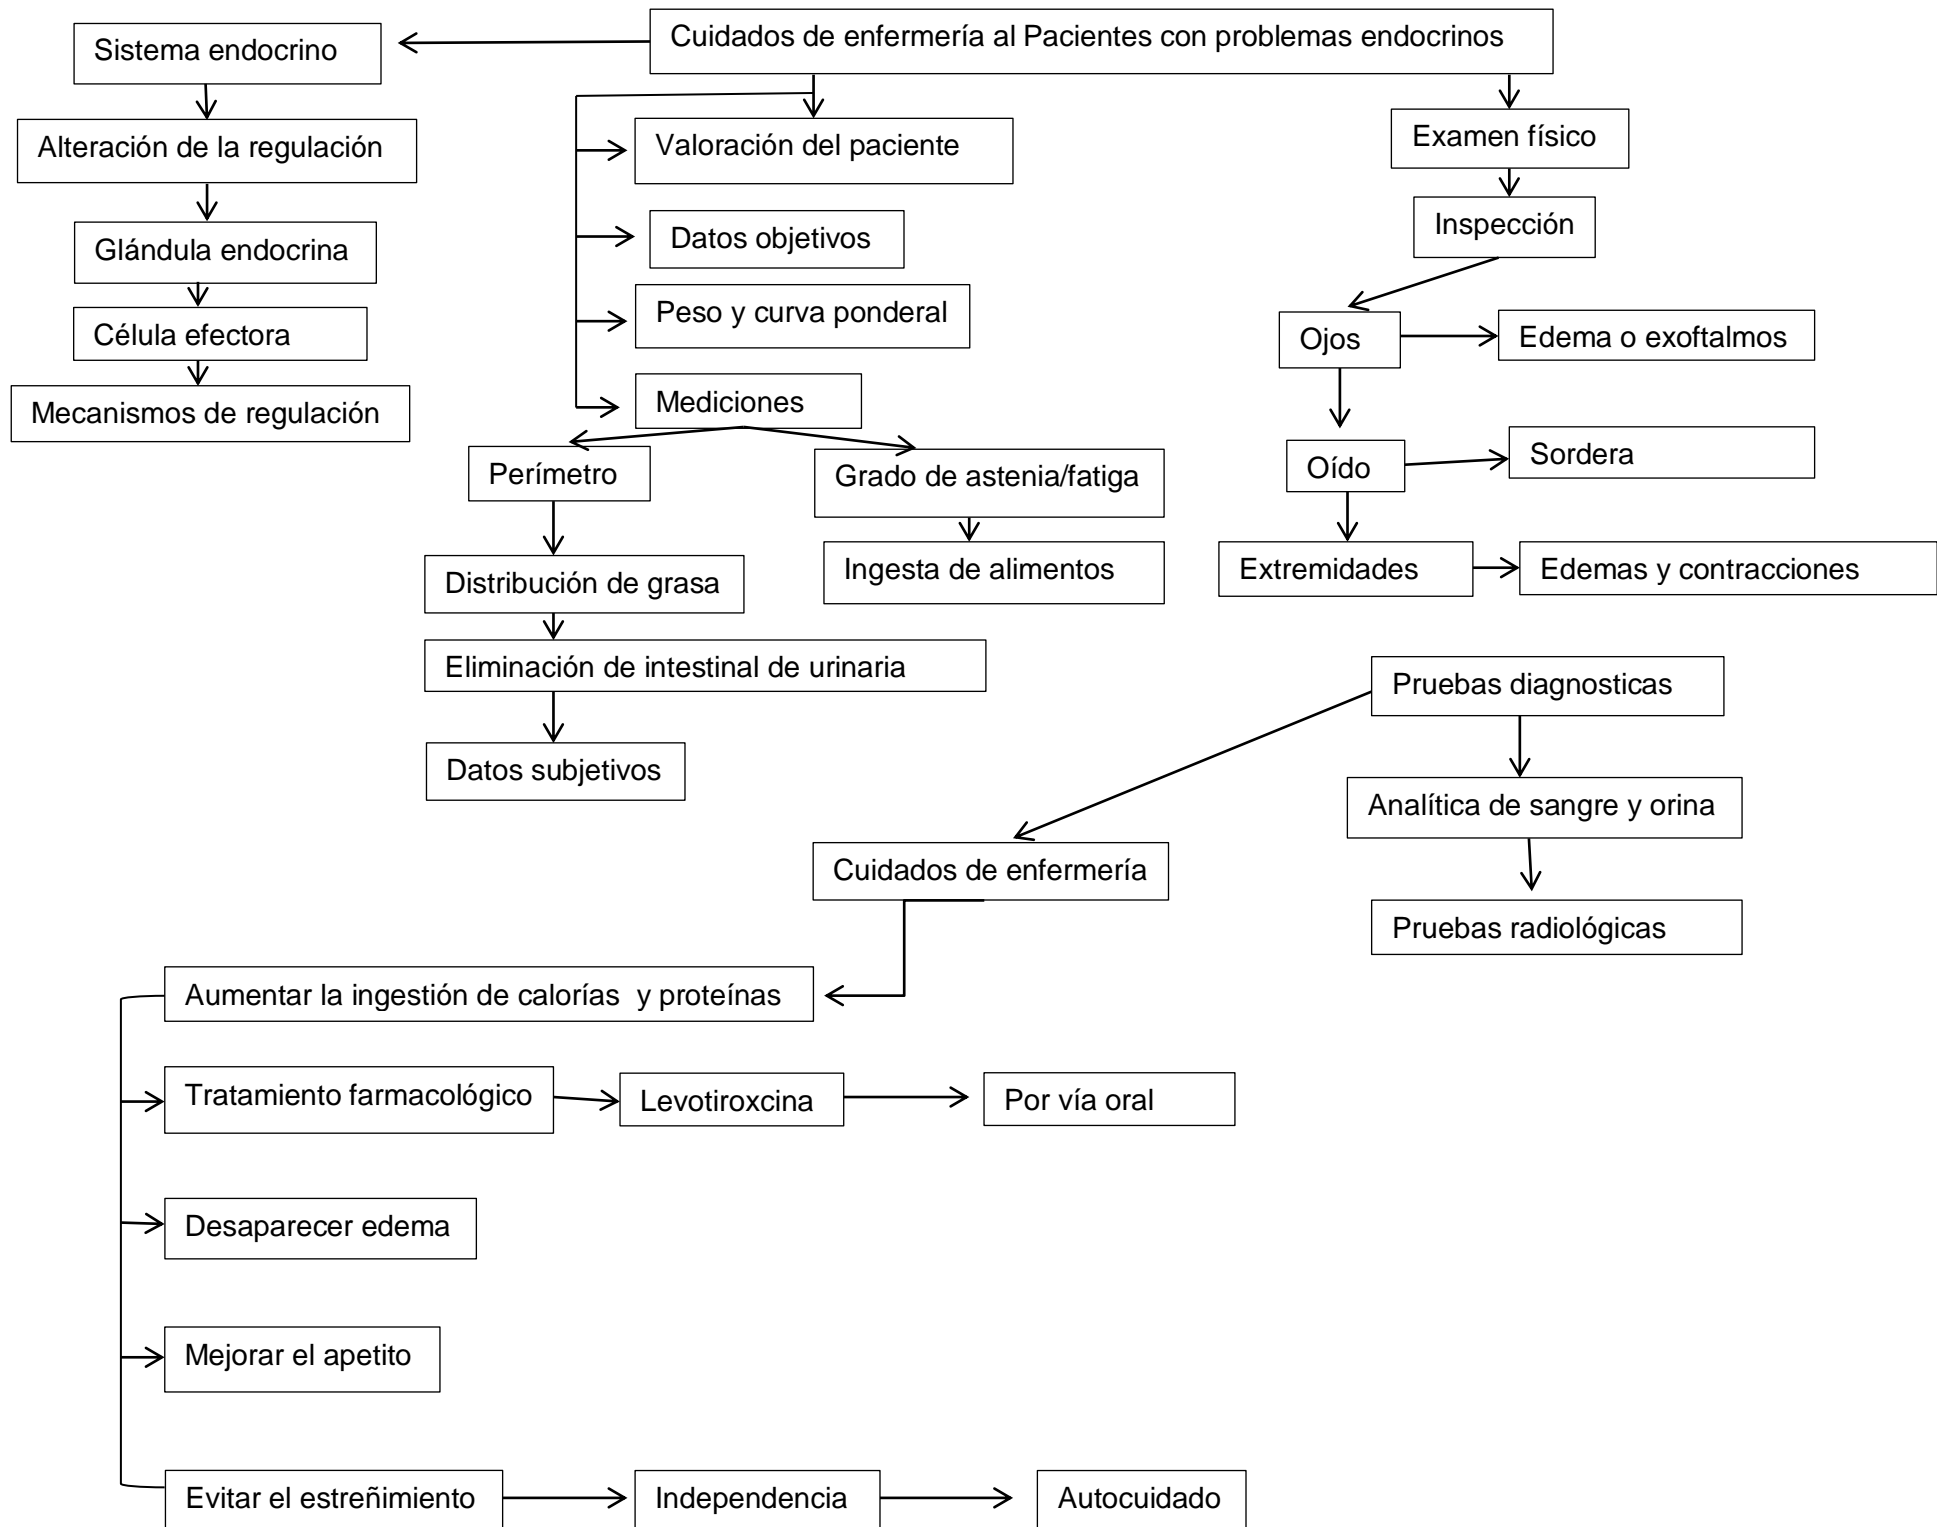 Cuidados de enfermería al Pacientes con problemas endocrinos
Sistema endocrino
Alteración de la regulación
Glándula endocrina
Célula efectora
Mecanismos de regulación
Valoración del paciente
Datos objetivos
Peso y curva ponderal
Mediciones
Perímetro
Grado de astenia/fatiga
Distribución de grasa
Ingesta de alimentos
Eliminación de intestinal de urinaria
Datos subjetivos
Examen físico
Inspección
Ojos
Edema o exoftalmos
Oído
Sordera
Extremidades
Edemas y contracciones
Pruebas diagnosticas
Analítica de sangre y orina
Pruebas radiológicas
Cuidados de enfermería
Aumentar la ingestión de calorías  y proteínas
Tratamiento farmacológico
Levotiroxcina
Por vía oral
Desaparecer edema
Mejorar el apetito
Evitar el estreñimiento
Independencia
Autocuidado